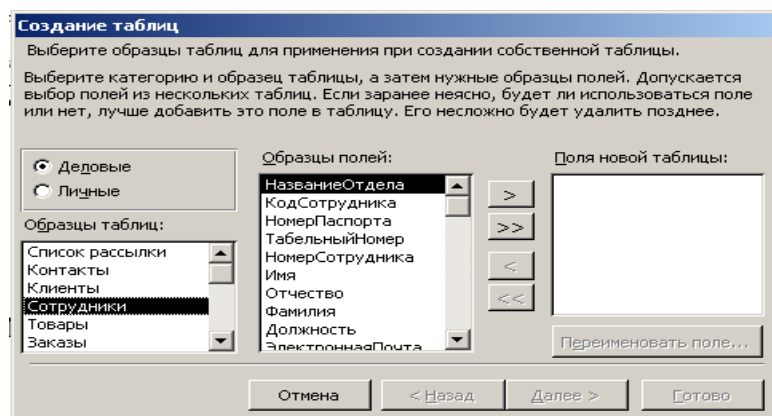 Создание таблиц
Выберите образцы таблиц для применения при создании собственной таблицы.
Выберите категорию и образец таблицы, а затем нужные образцы полей. Допускается
выбор полей из нескольких таблиц. Если заранее неясно, будет ли использоваться поле
или нет, лучше добавить это поле в таблицу. Его несложно будет удалить позднее.
Деловые
Личные
Образцы таблиц:
Список рассылки
Контакты
Клиенты
Сотрудники
Товары
Заказы
Образцы полей:
НазваниеОтдела
КодСотрудника
НомерПаспорта
ТабельныйНомер
НомерСотрудника
Имя
Отчество
Фамилия
Должность
ЭлектроннаяПочта
>
>>
<
<<
Поля новой таблицы:
Переименовать поле...
Отмена
< Назад
Далее >
Готово